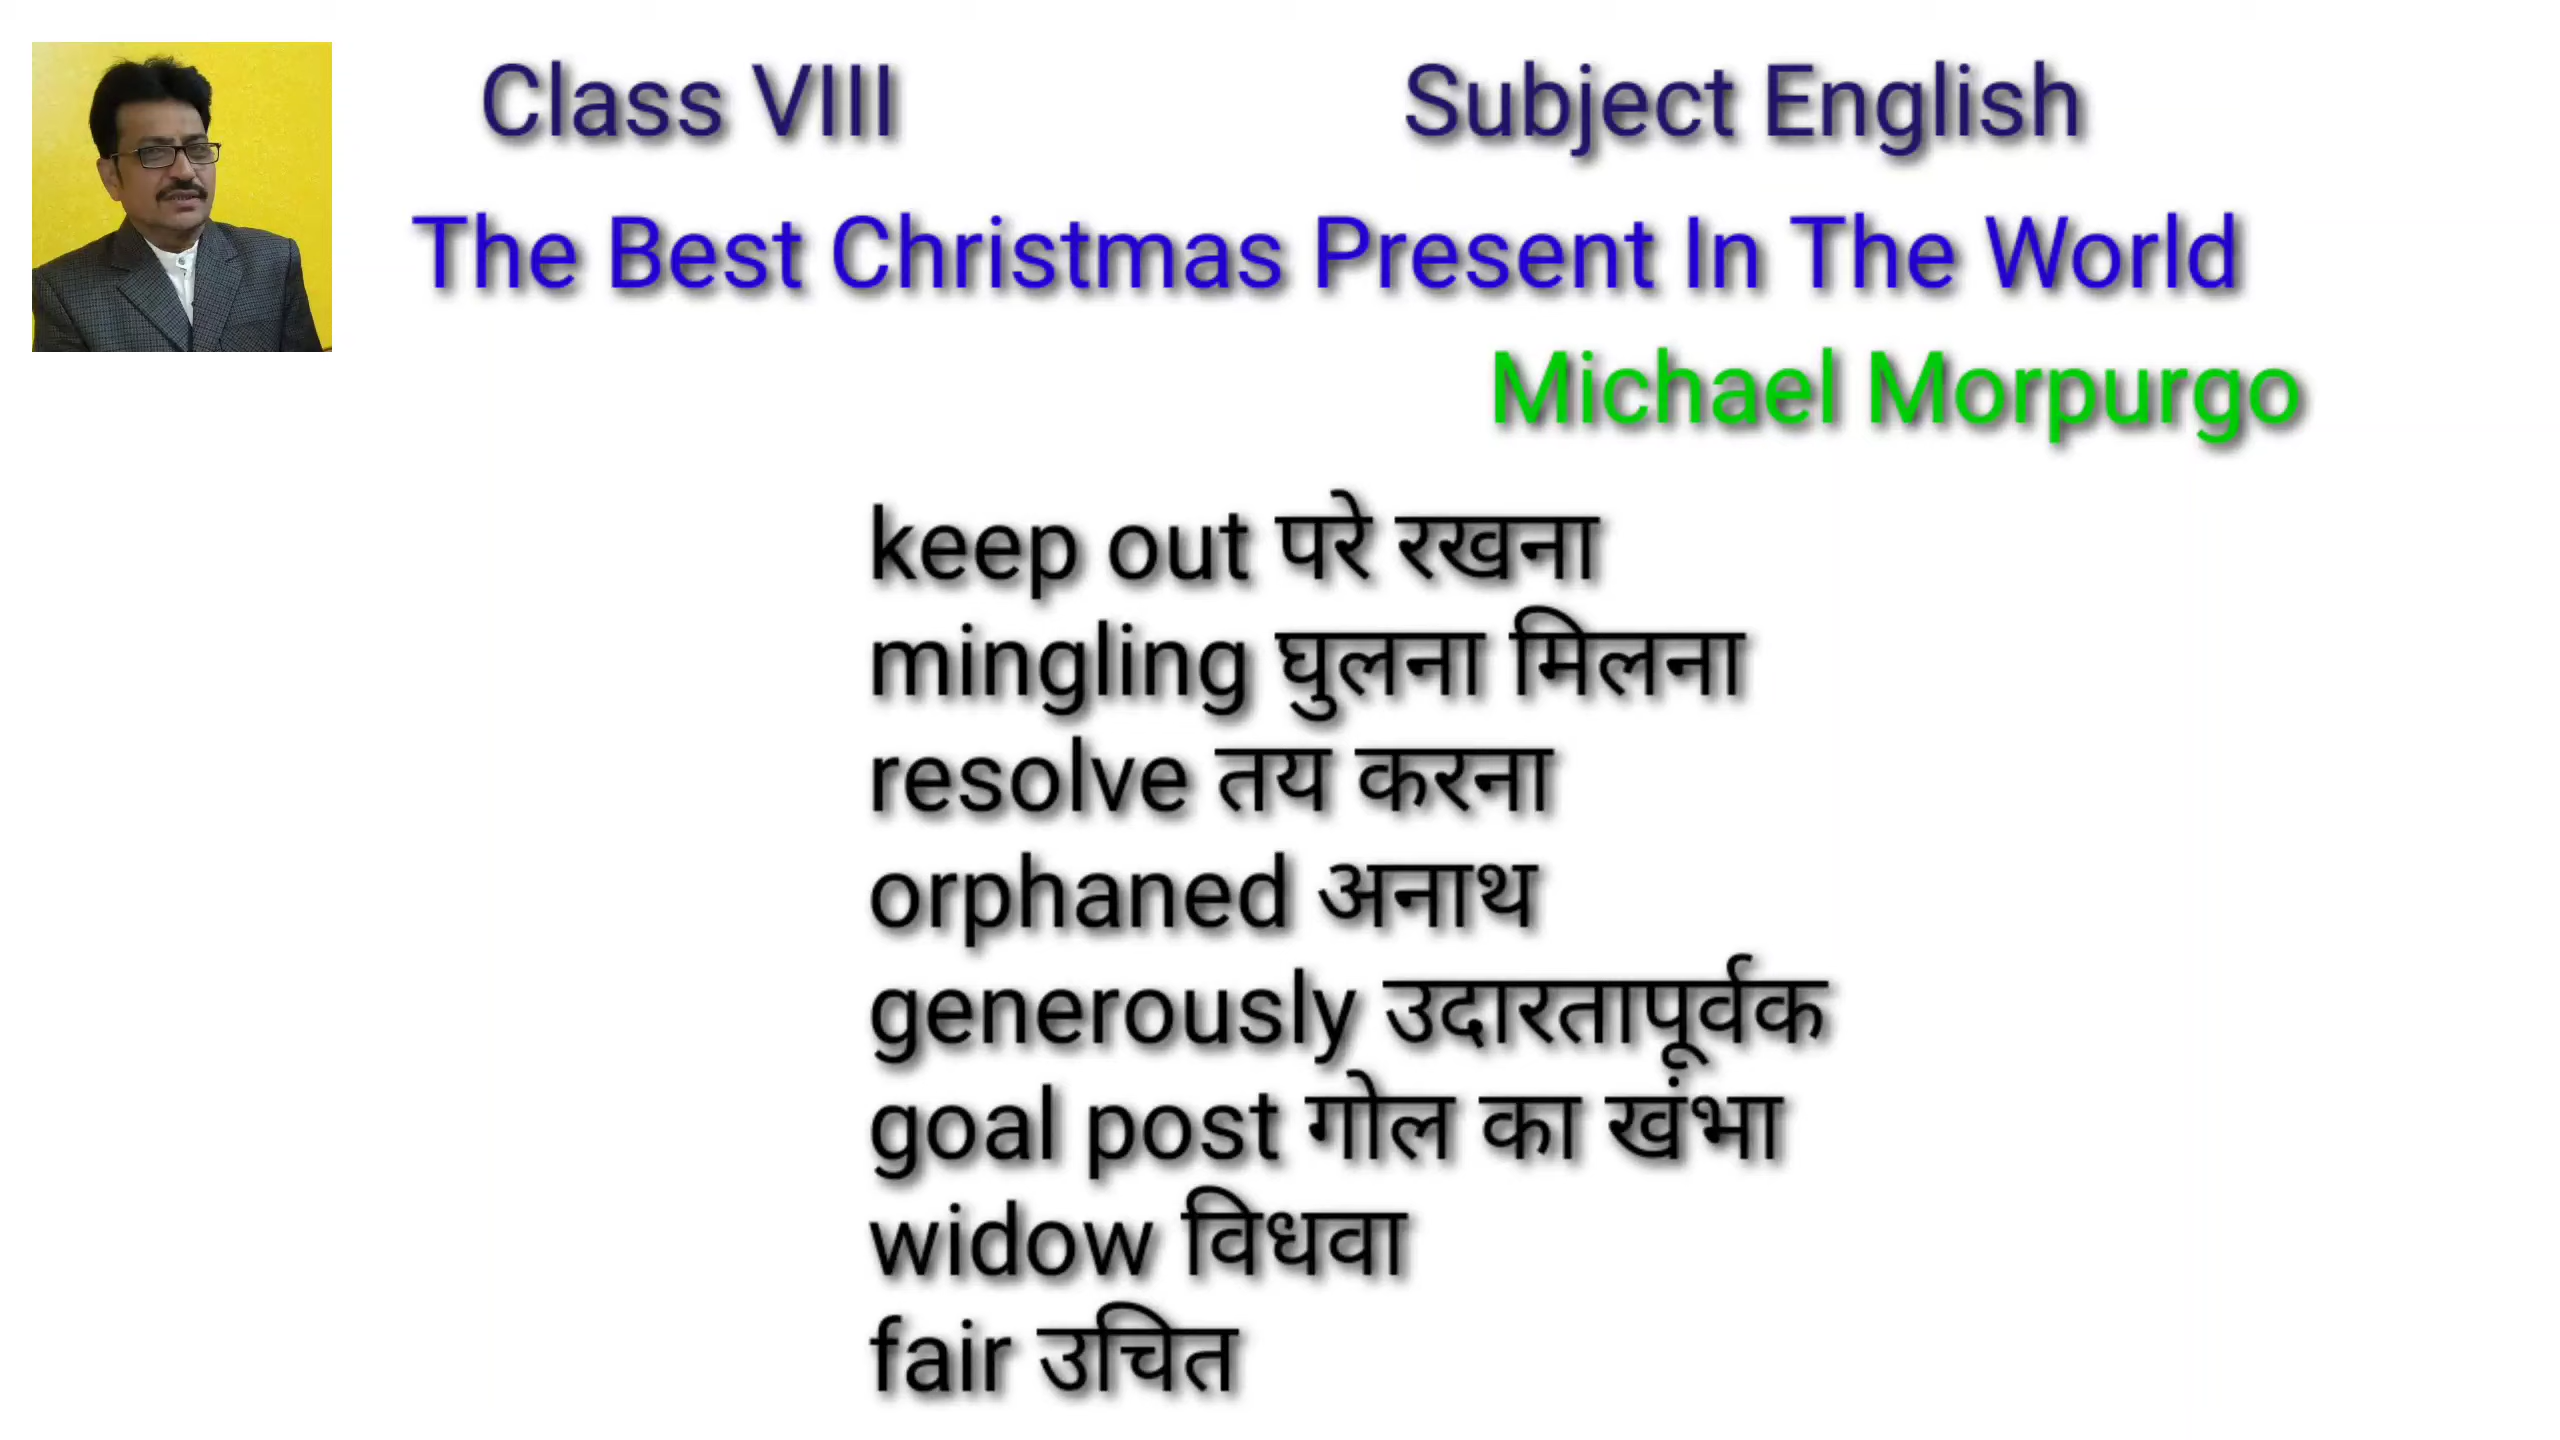 Class VIII Subject English
The Best Christmas Present In The World
Michael Morpurgo
keep out परे रखना
mingling घुलना मिलना
resolve तय करना
orphaned अनाथ
generously उदारतापूर्वक
goal post गोल का खंभा
widow विधवा
fair उचित